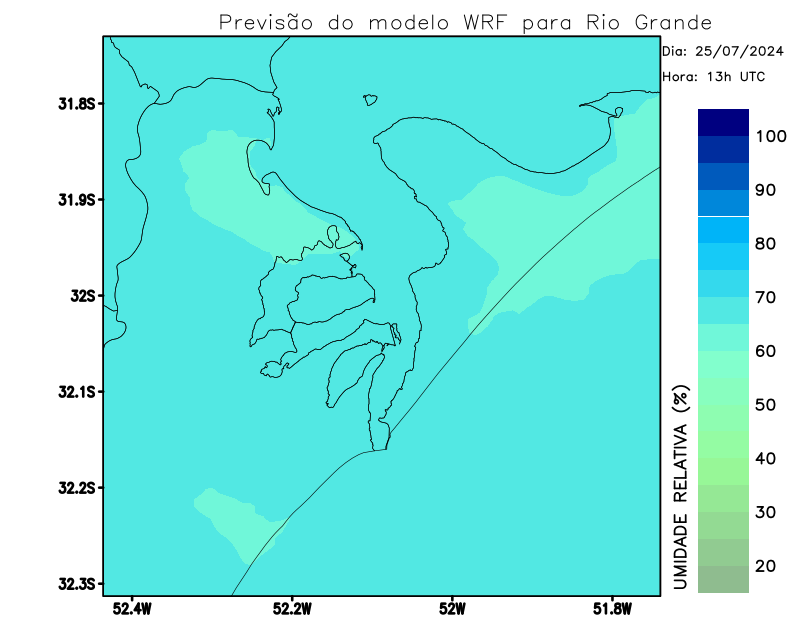 Previsão do modelo WRF para Rio Grande
Dia: 25/07/2024
Hora: 13h UTC
31.8S
31.9S
32S
32.1S
32.2S
32.3S
52.4W
52.2W
52W
51.8W
UMIDADE RELATIVA (%)
100
90
80
70
60
50
40
30
20